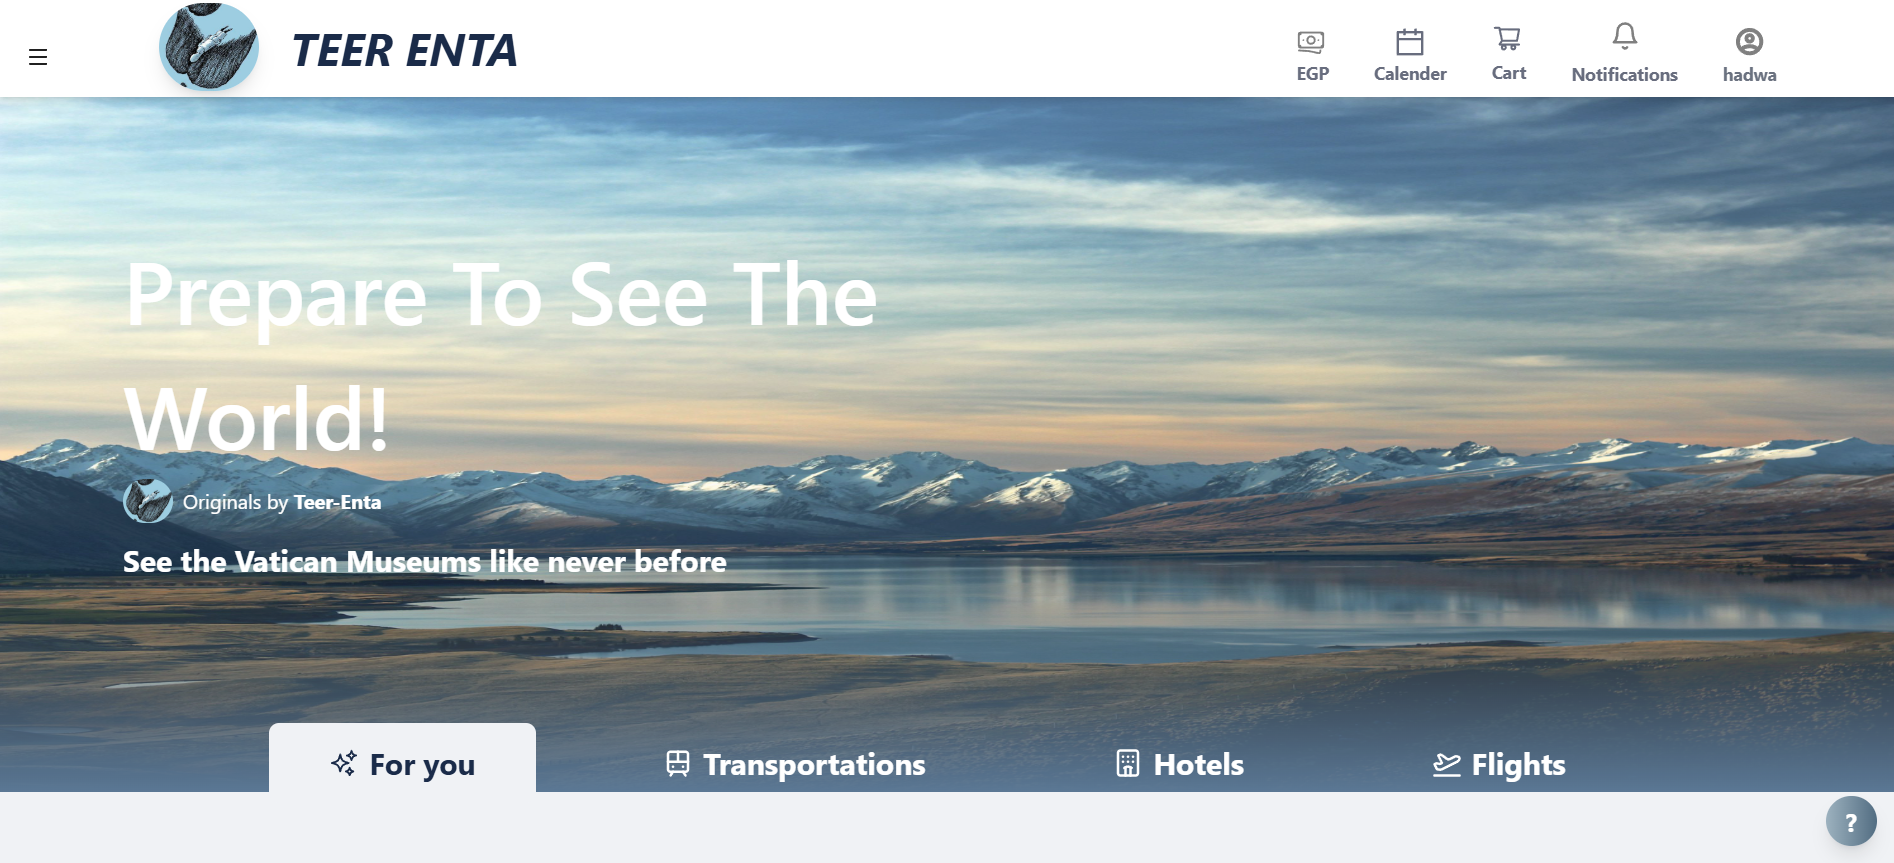 TEER ENTA
EGP
Calender
Cart
Notifications
hadwa
Prepare To See The
World!
Originals by Teer-Enta
See the Vatican Museums like never before
For you
Transportations
Hotels
Flights
?